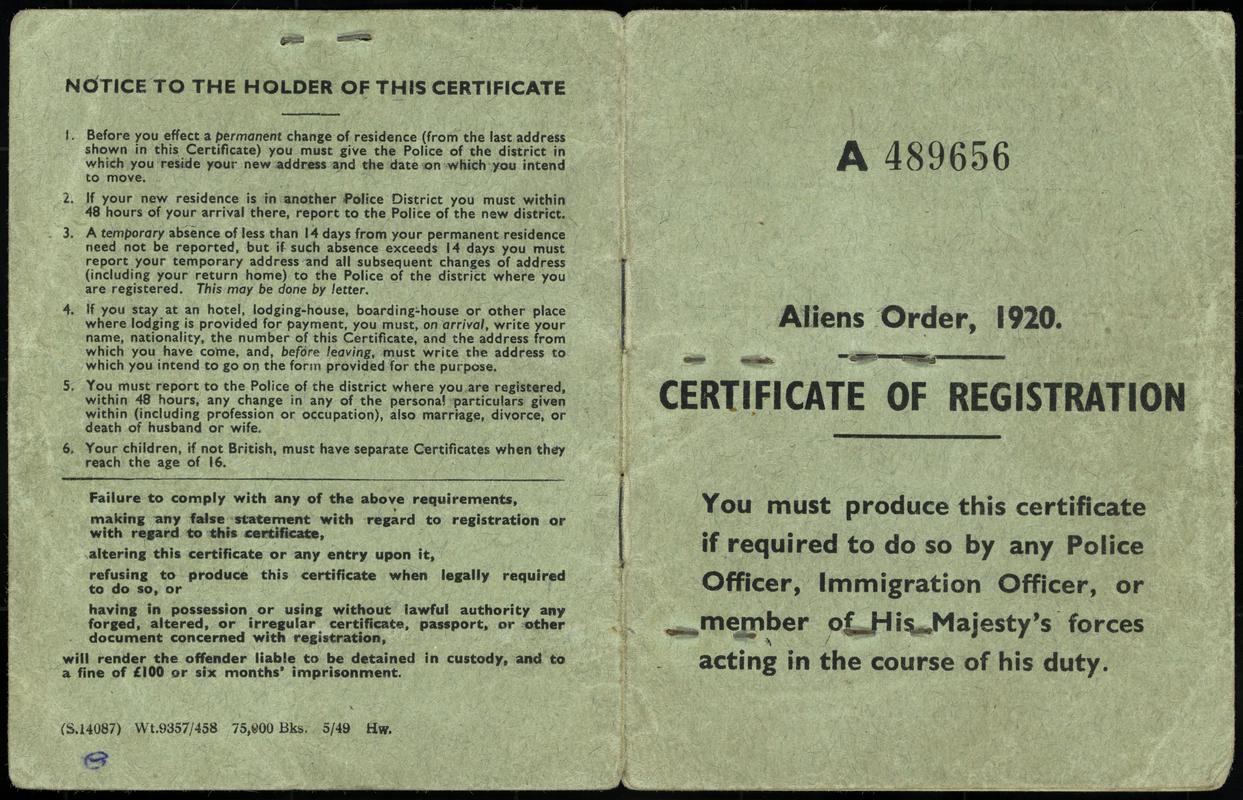 NOTICE TO THE HOLDER OF THIS CERTIFICATE
1. Before you effect a permanent change of residence (from the last address
shown in this Certificate) you must give the Police of the district in
which you reside your new address and the date on which you intend
to move.
2. If your new residence is in another Police District you must within
48 hours of your arrival there, report to the Police of the new district.
3. A temporary absence of less than 14 days from your permanent residence
need not be reported, but if such absence exceeds 14 days you must
report your temporary address and all subsequent changes of address
(including your return home) to the Police of the district where you
are registered. This may be done by letter.
4. If you stay at an hotel, lodging-house, boarding-house or other place
where lodging is provided for payment, you must, on arrival, write your
name, nationality, the number of this Certificate, and the address from
which you have come, and, before leaving, must write the address to
which you intend to go on the form provided for the purpose.
5. You must report to the Police of the district where you are registered,
within 48 hours, any change in any of the personal particulars given
within (including profession or occupation), also marriage, divorce, or
death of husband or wife.
6. Your children, if not British, must have separate Certificates when they
reach the age of 16.
Failure to comply with any of the above requirements,
making any false statement with regard to registration or
with regard to this certificate,
altering this certificate or any entry upon it,
refusing to produce this certificate when legally required
to do so, or
having in possession or using without lawful authority any
forged, altered, or irregular certificate, passport, or other
document concerned with registration,
will render the offender liable to be detained in custody, and to
a fine of £100 or six months' imprisonment.
(S.14087) Wt.9357/458 75,000 Bks. 5/49 Hw.
A 489656
Aliens Order, 1920.
CERTIFICATE OF REGISTRATION
You must produce this certificate
if required to do so by any Police
Officer, Immigration Officer, or
member of His Majesty's forces
acting in the course of his duty.